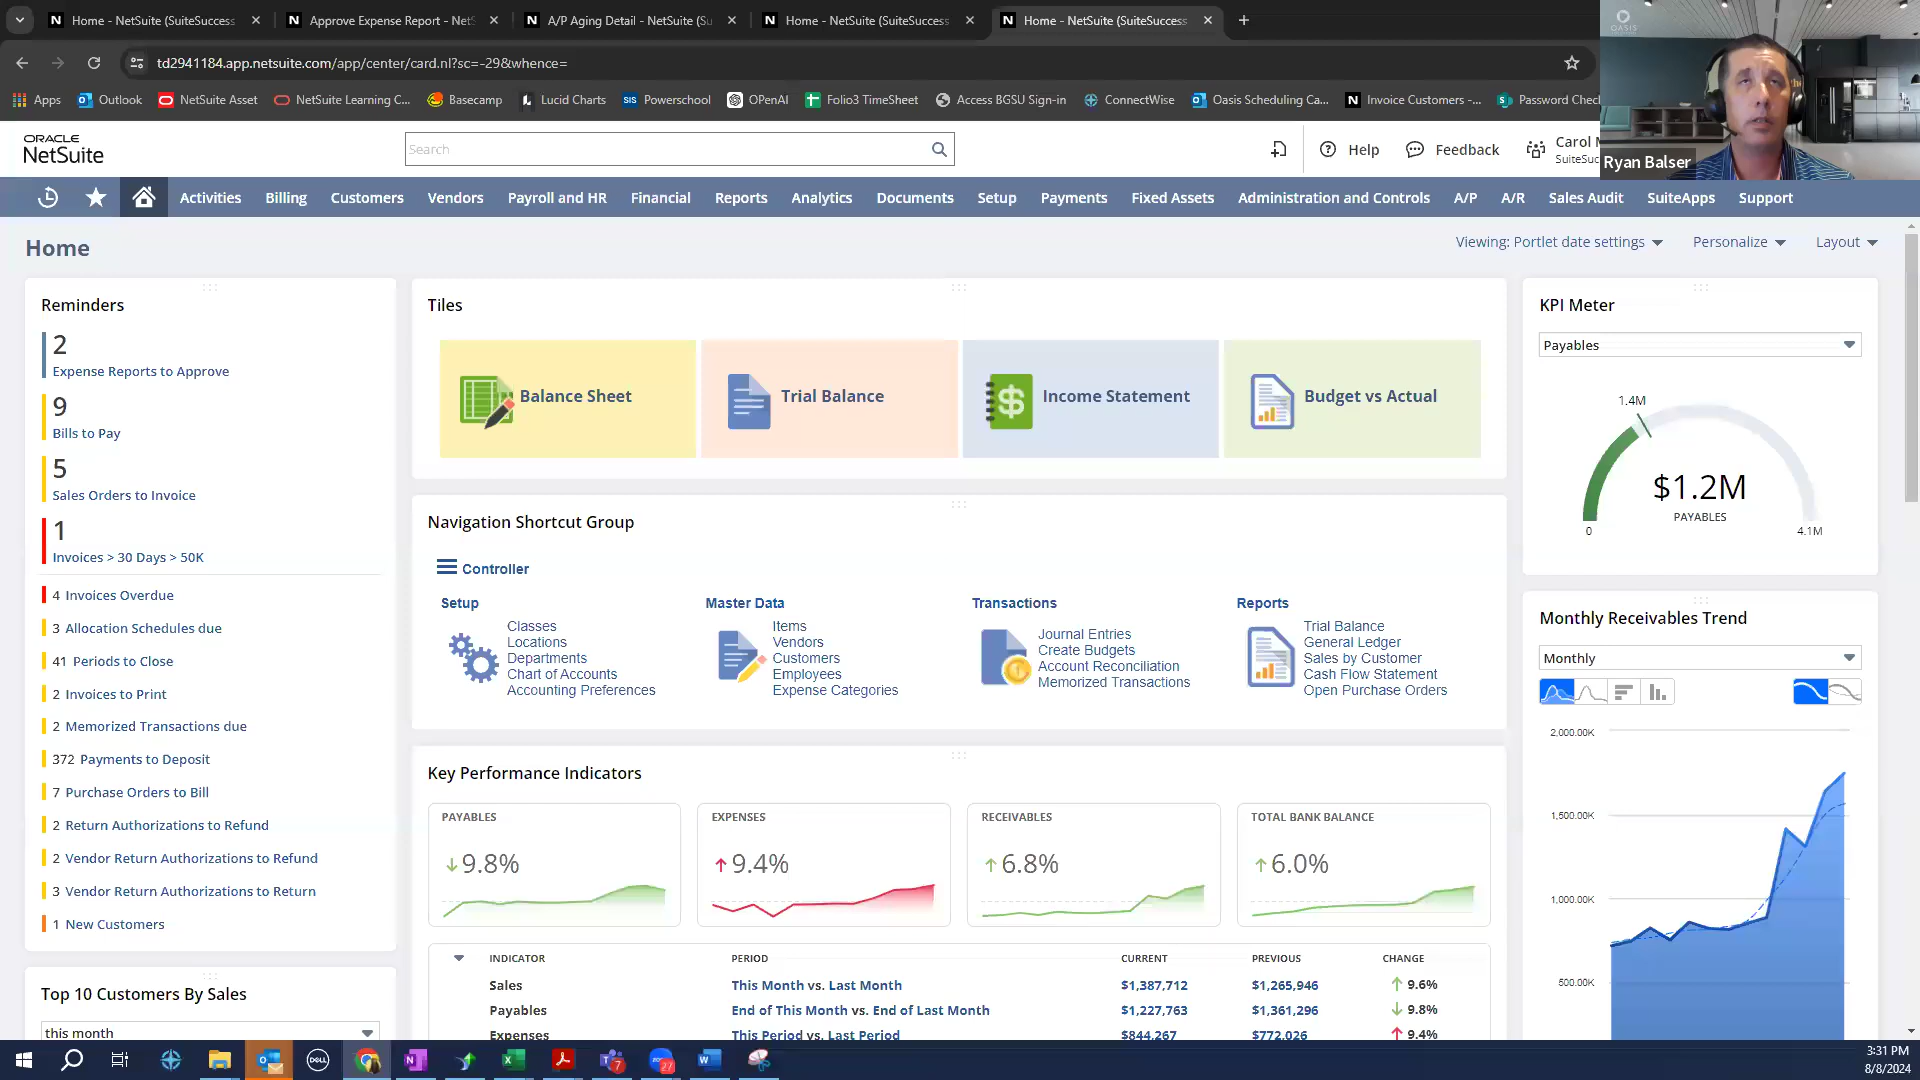 Home - NetSuite (SuiteSuccess
Approve Expense Report - NetS
A/P Aging Detail - NetSuite (Su
Home - NetSuite (SuiteSuccess
Home - NetSuite (SuiteSuccess
td2941184.app.netsuite.com/app/center/card.nl?sc=-29&whence=
Apps
Outlook
NetSuite Asset
NetSuite Learning C...
Basecamp
Lucid Charts
SIS Powerschool
OPENAI
Folio3 TimeSheet
Access BGSU Sign-in
ConnectWise
Oasis Scheduling Ca...
Invoice Customers -...
Password Chec
OASIS
Ryan Balser
ORACLE
NetSuite
Search
Help
Feedback
Carol M
SuiteSuc
Activities
Billing
Customers
Vendors
Payroll and HR
Financial
Reports
Analytics
Documents
Setup
Payments
Fixed Assets
Administration and Controls
A/P
A/R
Sales Audit
SuiteApps
Support
Home
Viewing: Portlet date settings
Personalize
Layout
Reminders
2
Expense Reports to Approve
9
Bills to Pay
5
Sales Orders to Invoice
1
Invoices > 30 Days > 50K
4 Invoices Overdue
3 Allocation Schedules due
41 Periods to Close
2 Invoices to Print
2 Memorized Transactions due
372 Payments to Deposit
7 Purchase Orders to Bill
2 Return Authorizations to Refund
2 Vendor Return Authorizations to Refund
3 Vendor Return Authorizations to Return
1 New Customers
Top 10 Customers By Sales
this month
Tiles
Balance Sheet
Trial Balance
Income Statement
Budget vs Actual
Navigation Shortcut Group
Controller
Setup
Classes
Locations
Departments
Chart of Accounts
Accounting Preferences
Master Data
Items
Vendors
Customers
Employees
Expense Categories
Transactions
Journal Entries
Create Budgets
Account Reconciliation
Memorized Transactions
Reports
Trial Balance
General Ledger
Sales by Customer
Cash Flow Statement
Open Purchase Orders
Key Performance Indicators
PAYABLES
9.8%
EXPENSES
9.4%
RECEIVABLES
6.8%
TOTAL BANK BALANCE
6.0%
INDICATOR PERIOD CURRENT PREVIOUS CHANGE
Sales This Month vs. Last Month $1,387,712 $1,265,946 9.6%
Payables End of This Month vs. End of Last Month $1,227,763 $1,361,296 9.8%
Expenses This Period vs. Last Period $844,267 $772,026 9.4%
KPI Meter
Payables
1.4M
$1.2M
PAYABLES
0
4.1M
Monthly Receivables Trend
Monthly
2,000.00K
1,500.00K
1,000.00K
500.00K
DELL
7
27
3:31 PM
8/8/2024